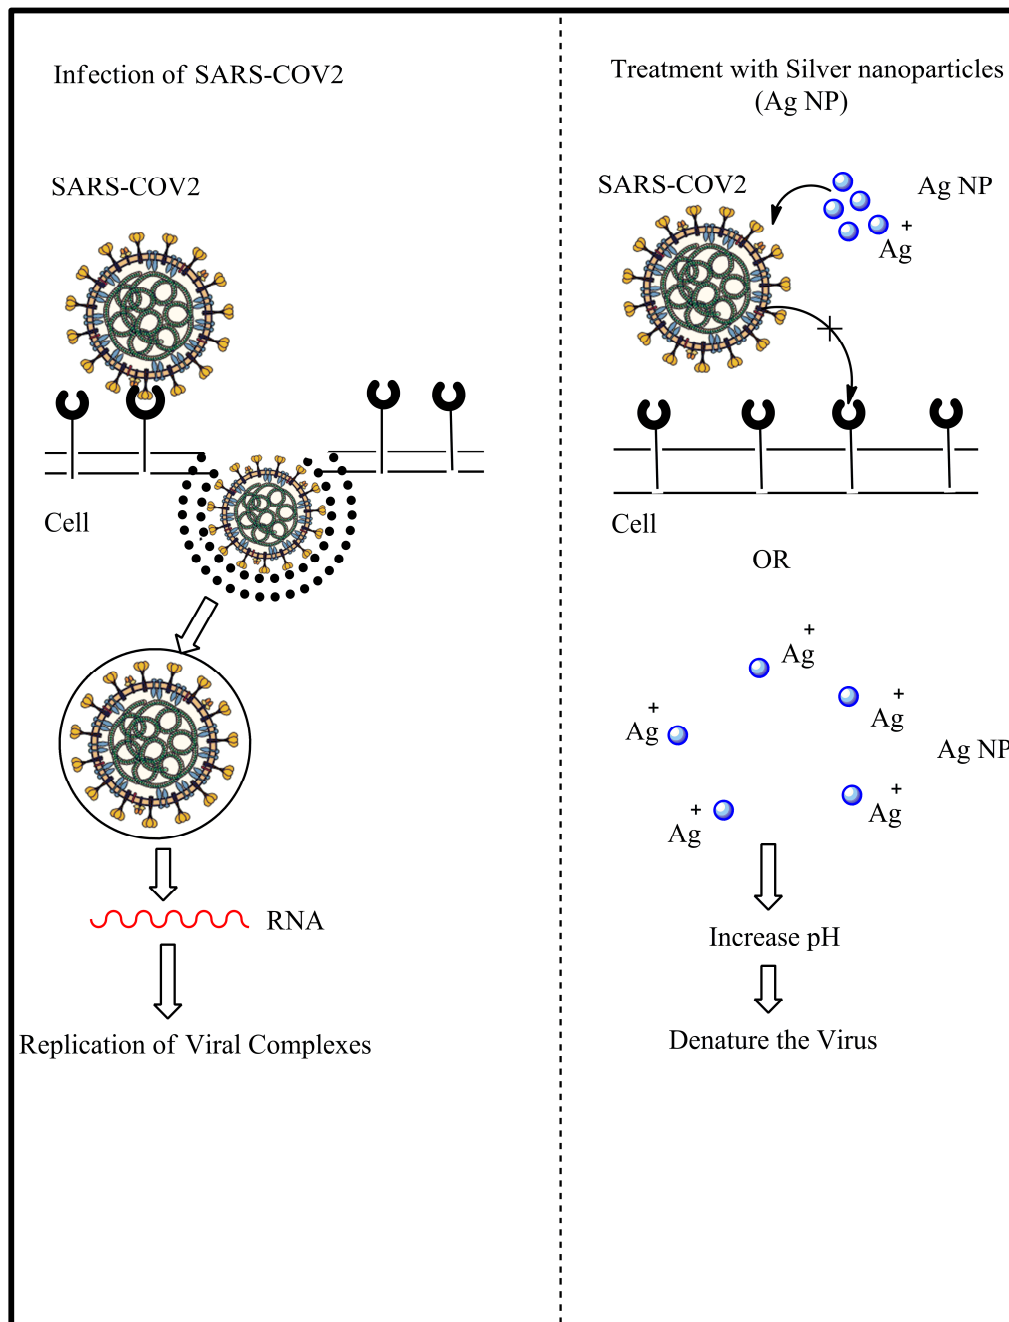 Infection of SARS-COV2
SARS-COV2
Cell
RNA
Replication of Viral Complexes
Treatment with Silver nanoparticles
(Ag NP)
SARS-COV2
Ag NP
Ag+
Cell
OR
Ag+
Ag+
Ag+
Ag NP
Ag+
Ag+
Increase pH
Denature the Virus